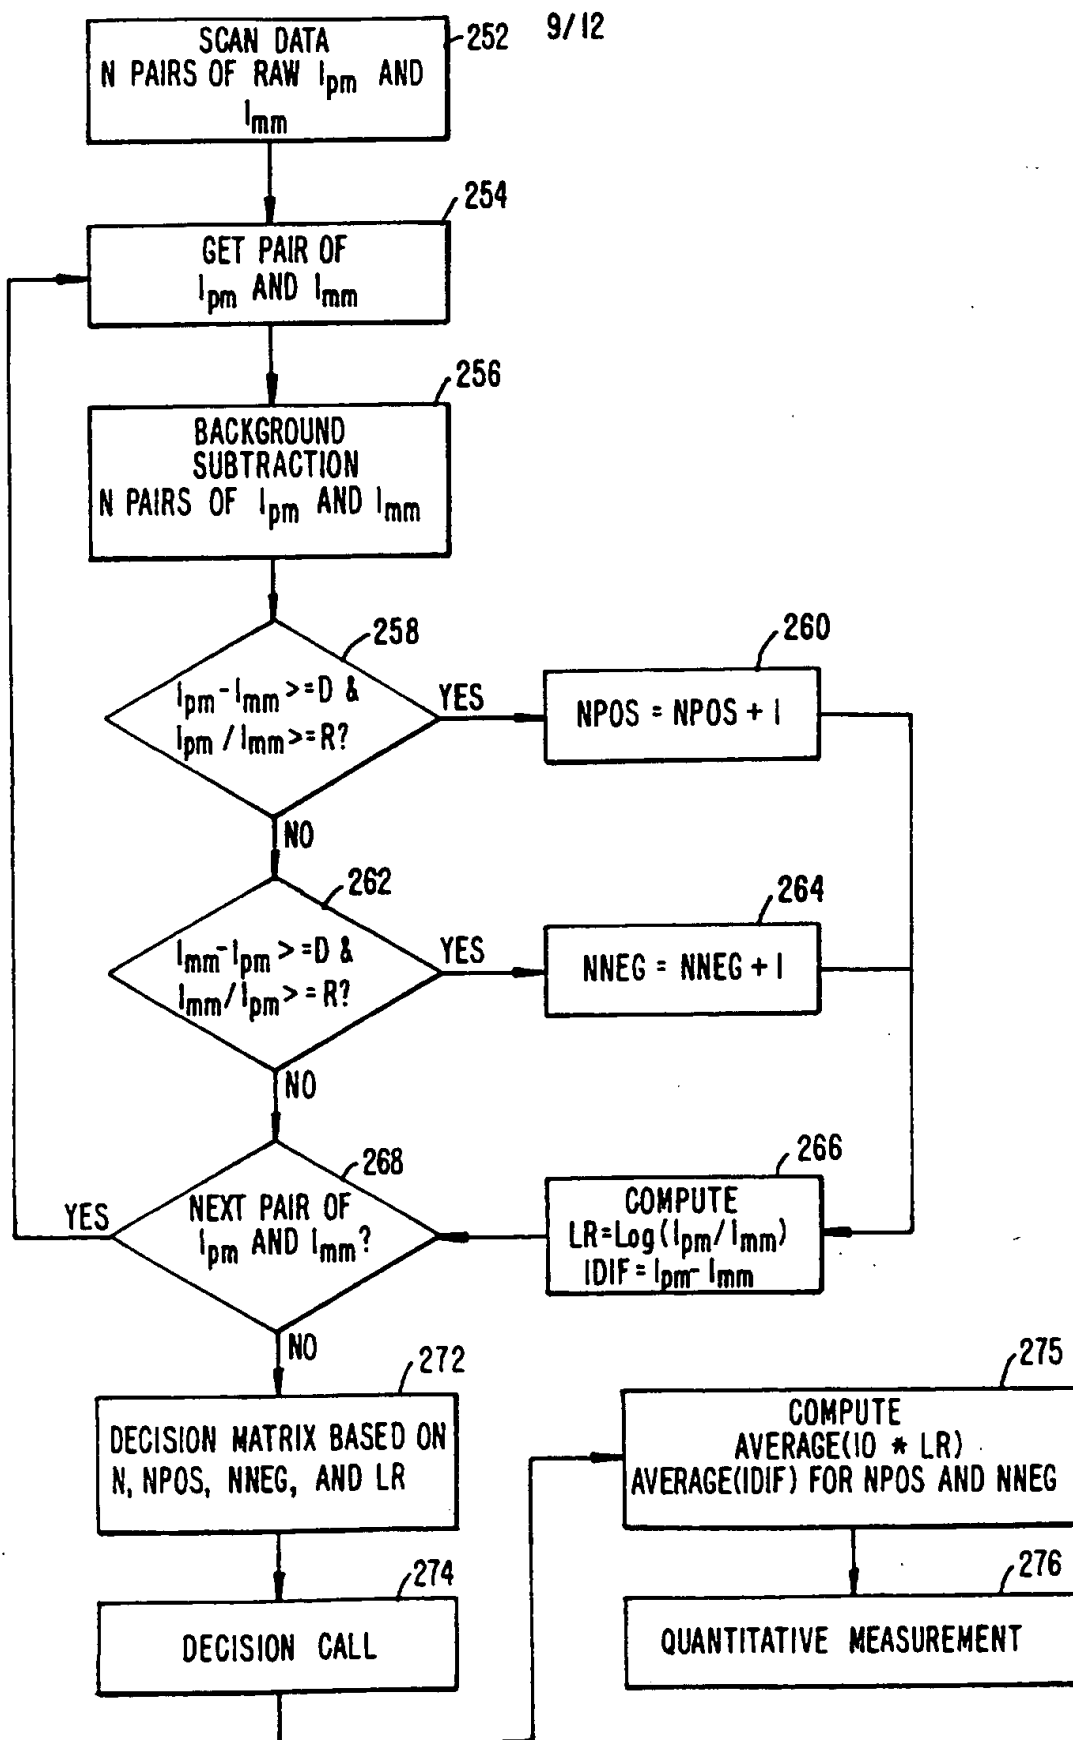 252 9/12
SCAN DATA
N PAIRS OF RAW Ipm AND
Imm
254
GET PAIR OF
Ipm AND Imm
256
BACKGROUND
SUBTRACTION
N PAIRS OF Ipm AND Imm
258
Ipm-Imm >=D &
Ipm/Imm>=R?
YES
260
NPOS = NPOS + 1
NO
262
Imm-Ipm >=D &
Imm/Ipm>=R?
YES
264
NNEG = NNEG + 1
NO
268
NEXT PAIR OF
Ipm AND Imm?
YES
266
COMPUTE
LR=Log(Ipm/Imm)
IDIF=Ipm-Imm
NO
272
DECISION MATRIX BASED ON
N, NPOS, NNEG, AND LR
274
DECISION CALL
275
COMPUTE
AVERAGE(10 * LR)
AVERAGE(IDIF) FOR NPOS AND NNEG
276
QUANTITATIVE MEASUREMENT